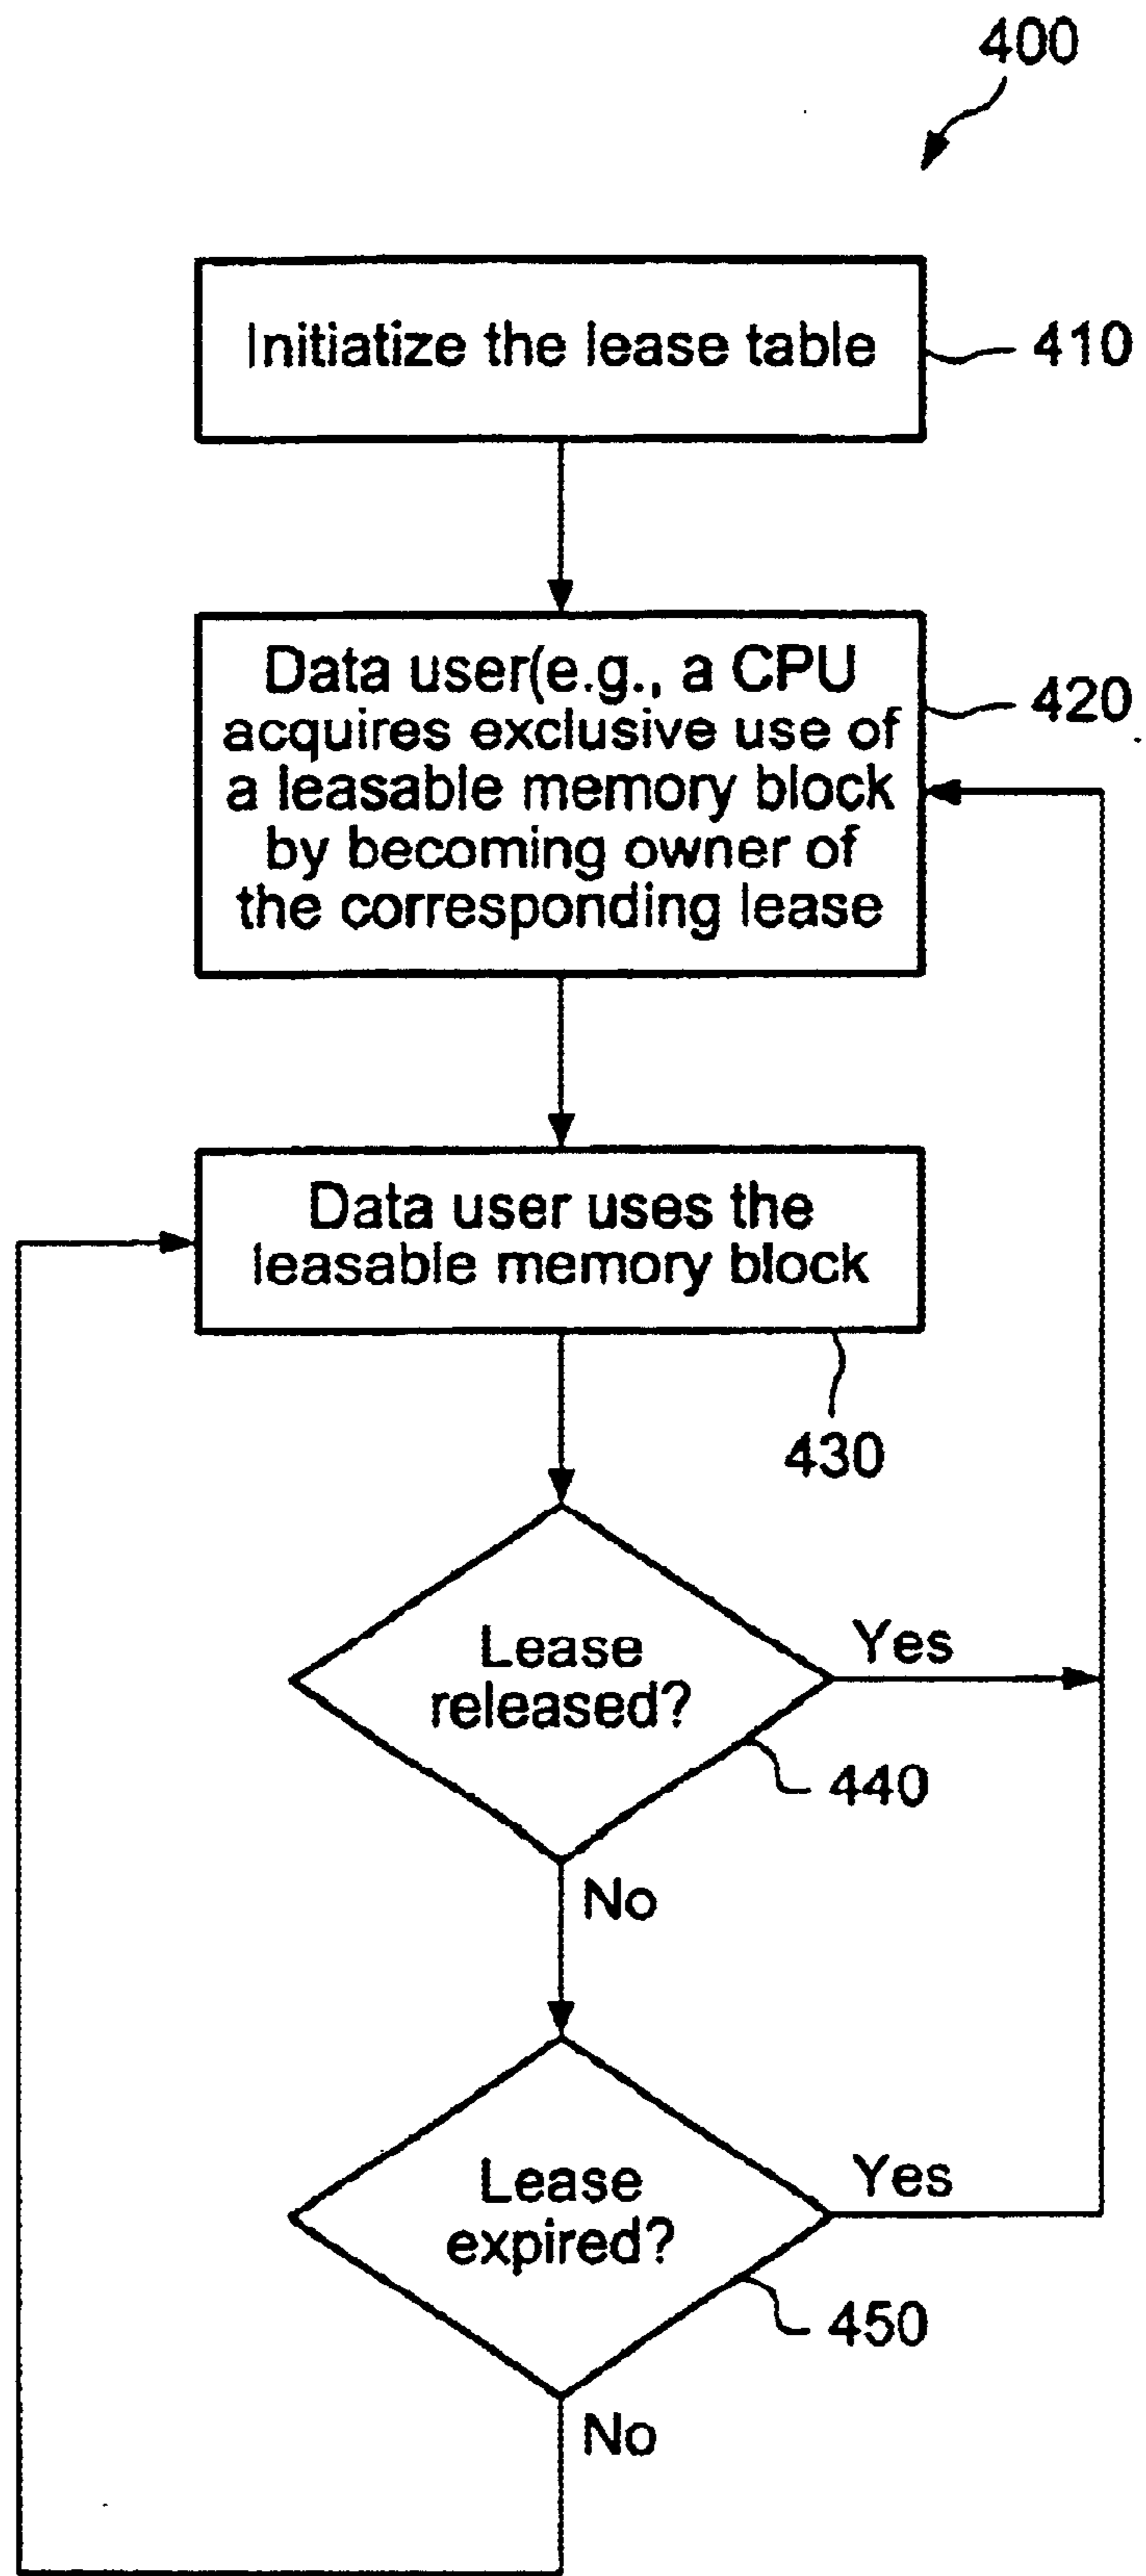 400
Initiatize the lease table
410
Data user(e.g., a CPU
acquires exclusive use of
a leasable memory block
by becoming owner of
the corresponding lease
420
Data user uses the
leasable memory block
430
Lease
released?
Yes
440
No
Lease
expired?
Yes
450
No